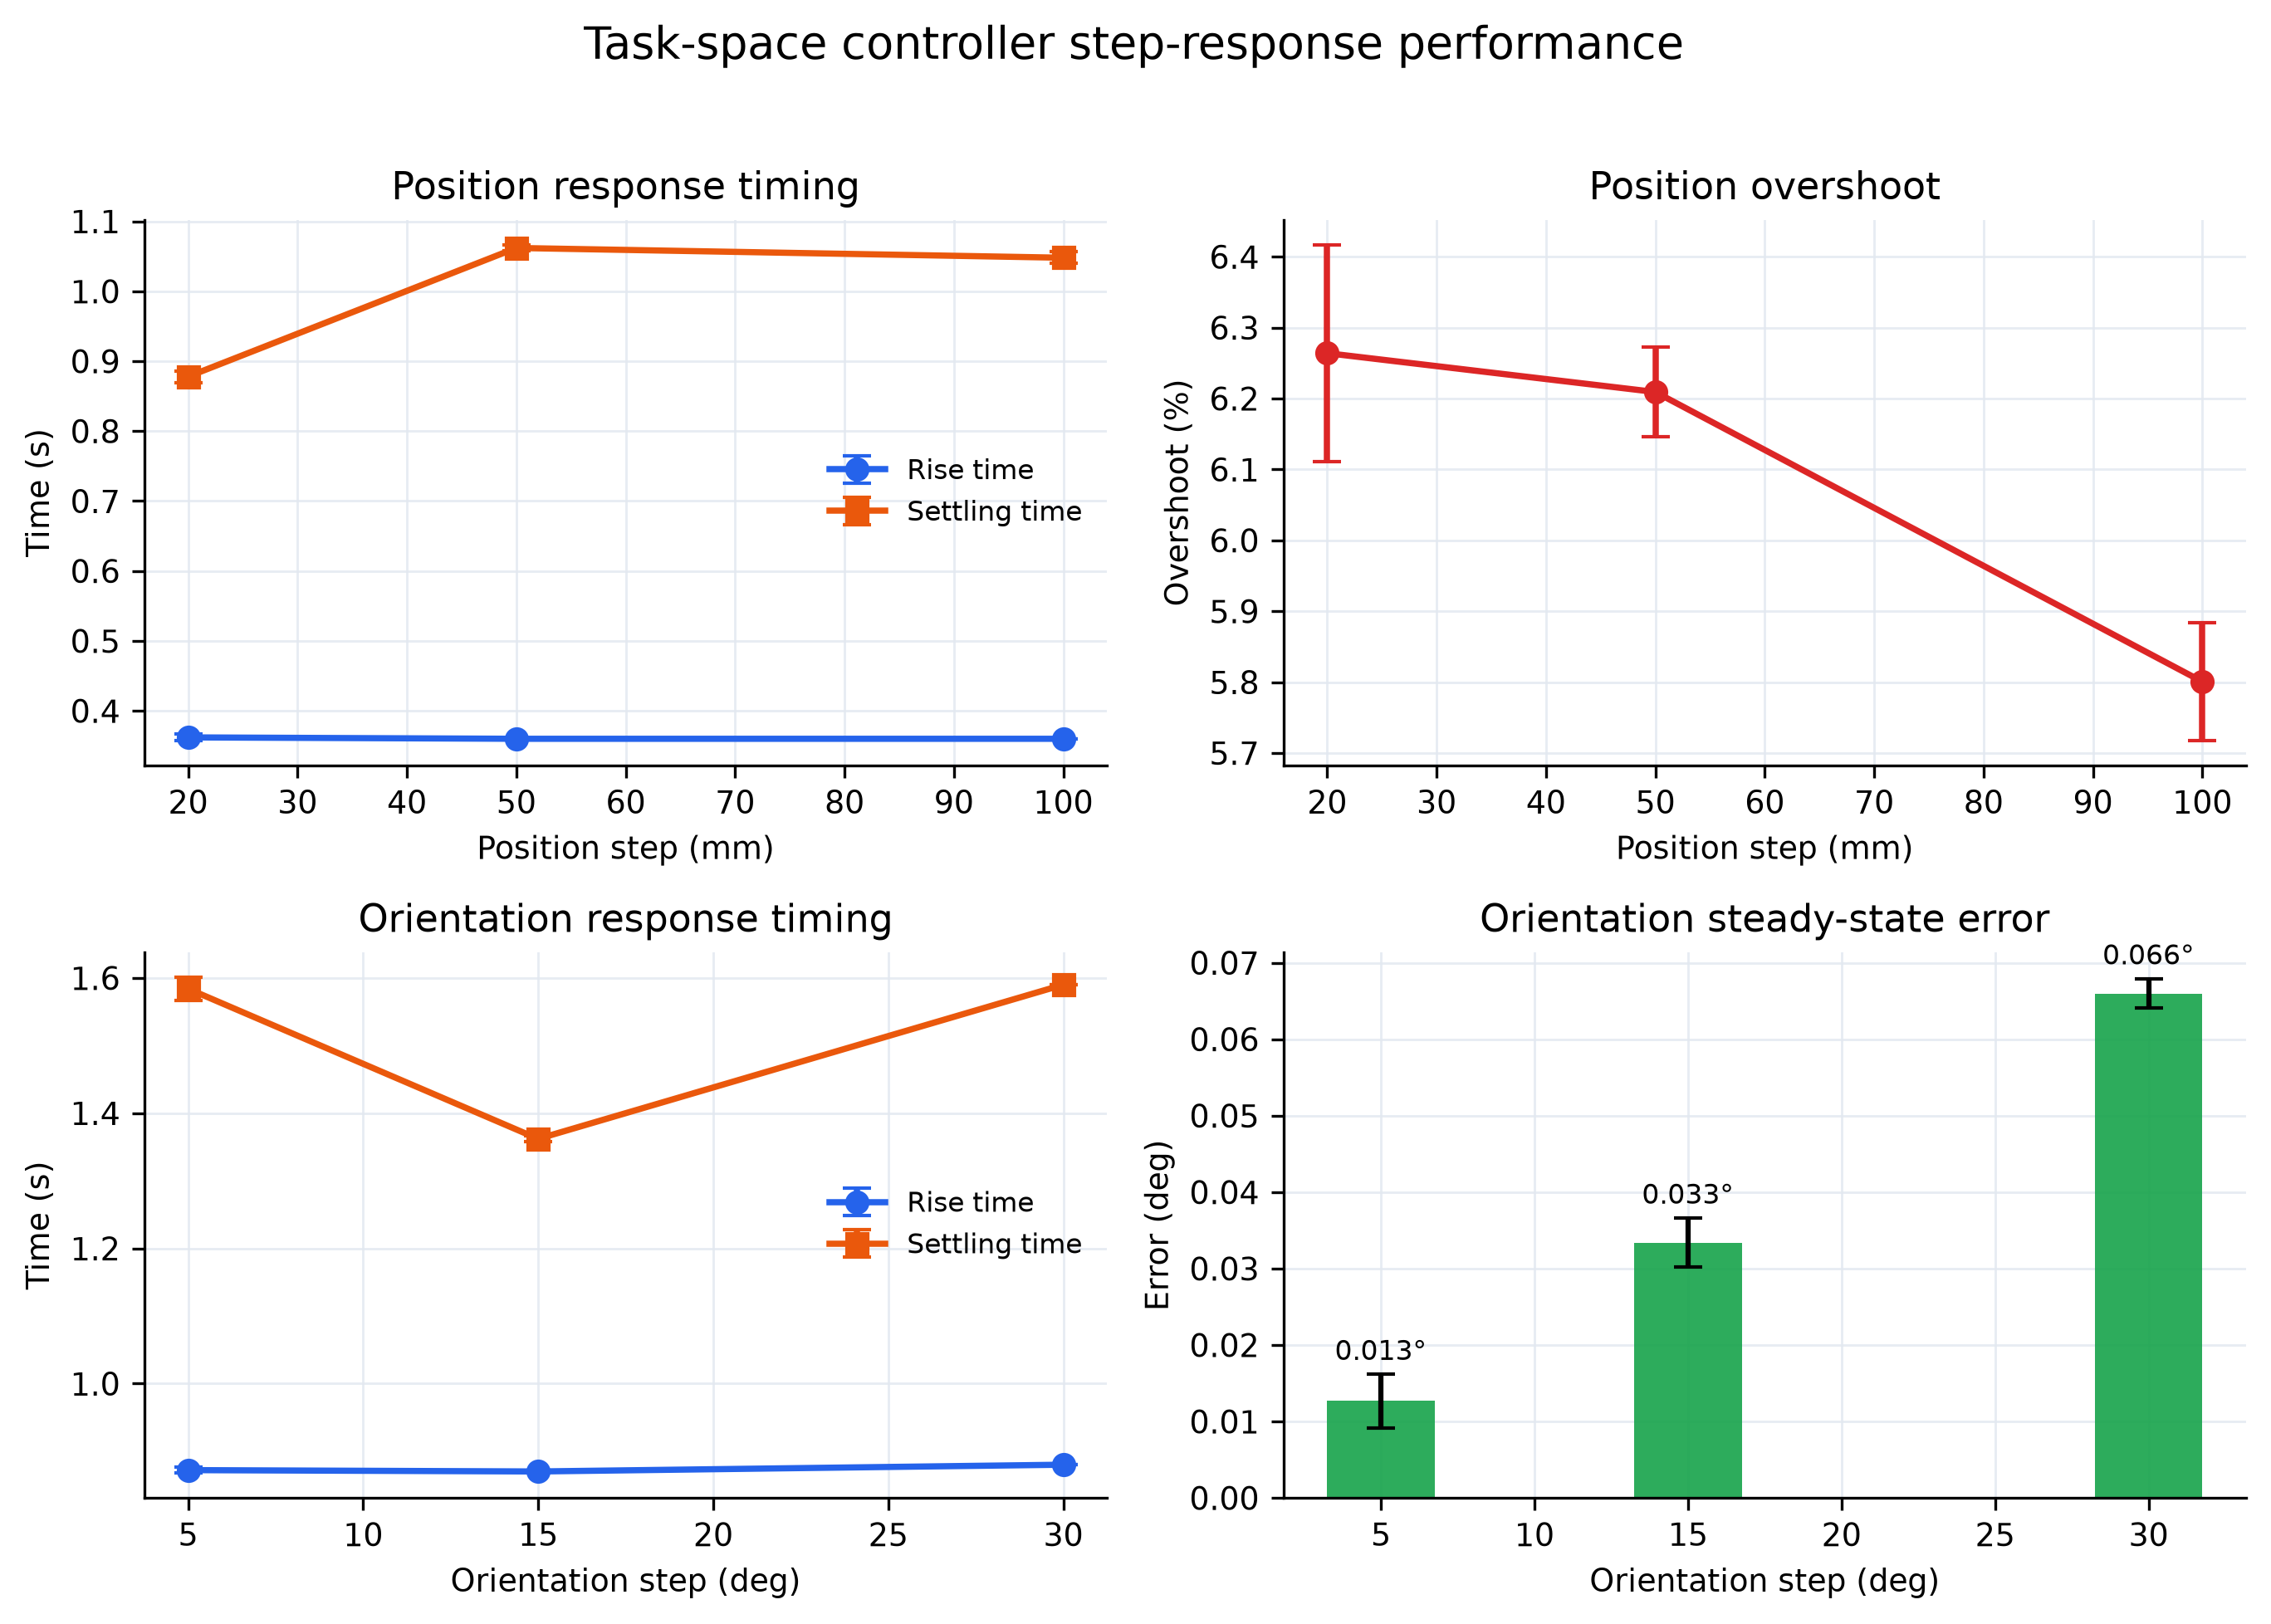 Task-space controller step-response performance
Position response timing
1.1
1.0
0.9
0.8
0.7
0.6
0.5
0.4
Time (s)
Rise time
Settling time
20 30 40 50 60 70 80 90 100
Position step (mm)
Position overshoot
6.4
6.3
6.2
6.1
6.0
5.9
5.8
5.7
Overshoot (%)
20 30 40 50 60 70 80 90 100
Position step (mm)
Orientation response timing
1.6
1.4
1.2
1.0
Time (s)
Rise time
Settling time
5 10 15 20 25 30
Orientation step (deg)
Orientation steady-state error
0.07
0.06
0.05
0.04
0.03
0.02
0.01
0.00
Error (deg)
0.013°
0.033°
0.066°
5 10 15 20 25 30
Orientation step (deg)